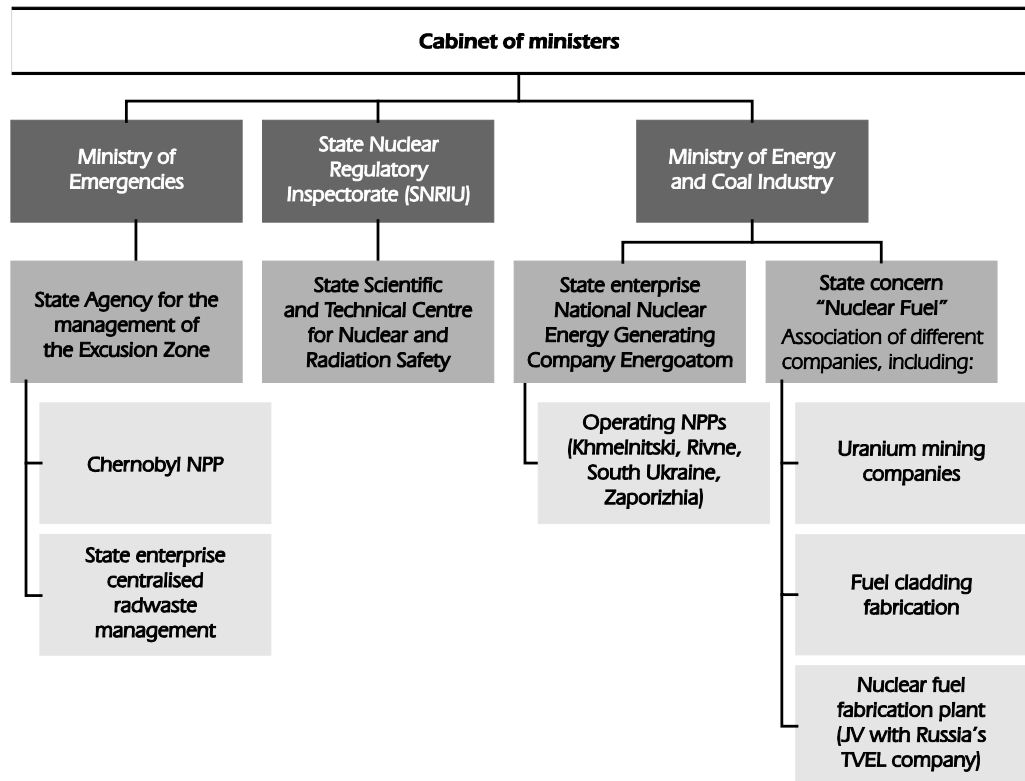 Cabinet of ministers
Ministry of
Emergencies
State Nuclear
Regulatory
Inspectorate (SNRIU)
Ministry of Energy
and Coal Industry
State Agency for the
management of
the Excusion Zone
State Scientific
and Technical Centre
for Nuclear and
Radiation Safety
State enterprise
National Nuclear
Energy Generating
Company Energoatom
State concern
“Nuclear Fuel”
Association of different
companies, including:
Chernobyl NPP
State enterprise
centralised
radwaste
management
Operating NPPs
(Khmelnitski, Rivne,
South Ukraine,
Zaporizhia)
Uranium mining
companies
Fuel cladding
fabrication
Nuclear fuel
fabrication plant
(JV with Russia’s
TVEL company)